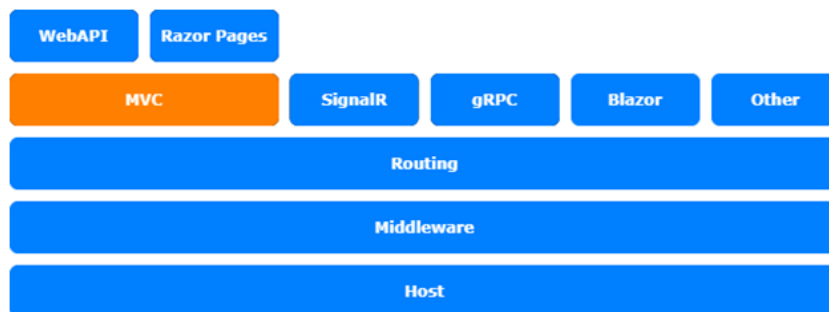 WebAPI Razor Pages
MVC SignalR gRPC Blazor Other
Routing
Middleware
Host